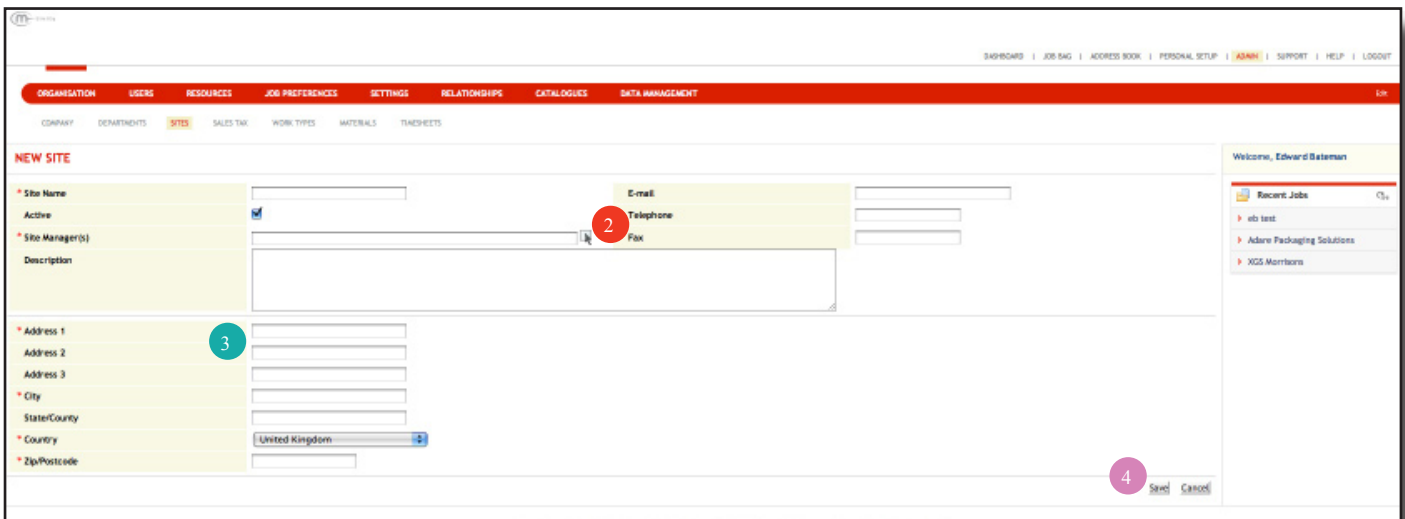 DASHBOARD | JOB BAG | ADDRESS BOOK | PERSONAL SETUP | ADMIN | SUPPORT | HELP | LOGOUT
ORGANISATION USERS RESOURCES JOB PREFERENCES SETTINGS RELATIONSHIPS CATALOGUES DATA MANAGEMENT Edit
COMPANY DEPARTMENTS SITES SALES TAX WORK TYPES MATERIALS TIMESHEETS
NEW SITE
Welcome, Edward Bateman
* Site Name
E-mail
Active
2
Telephone
* Site Manager(s)
Fax
Description
Recent Jobs
eb test
Adare Packaging Solutions
XGS Morrisons
* Address 1
3
Address 2
Address 3
* City
State/County
* Country United Kingdom
* Zip/Postcode
4
Save Cancel